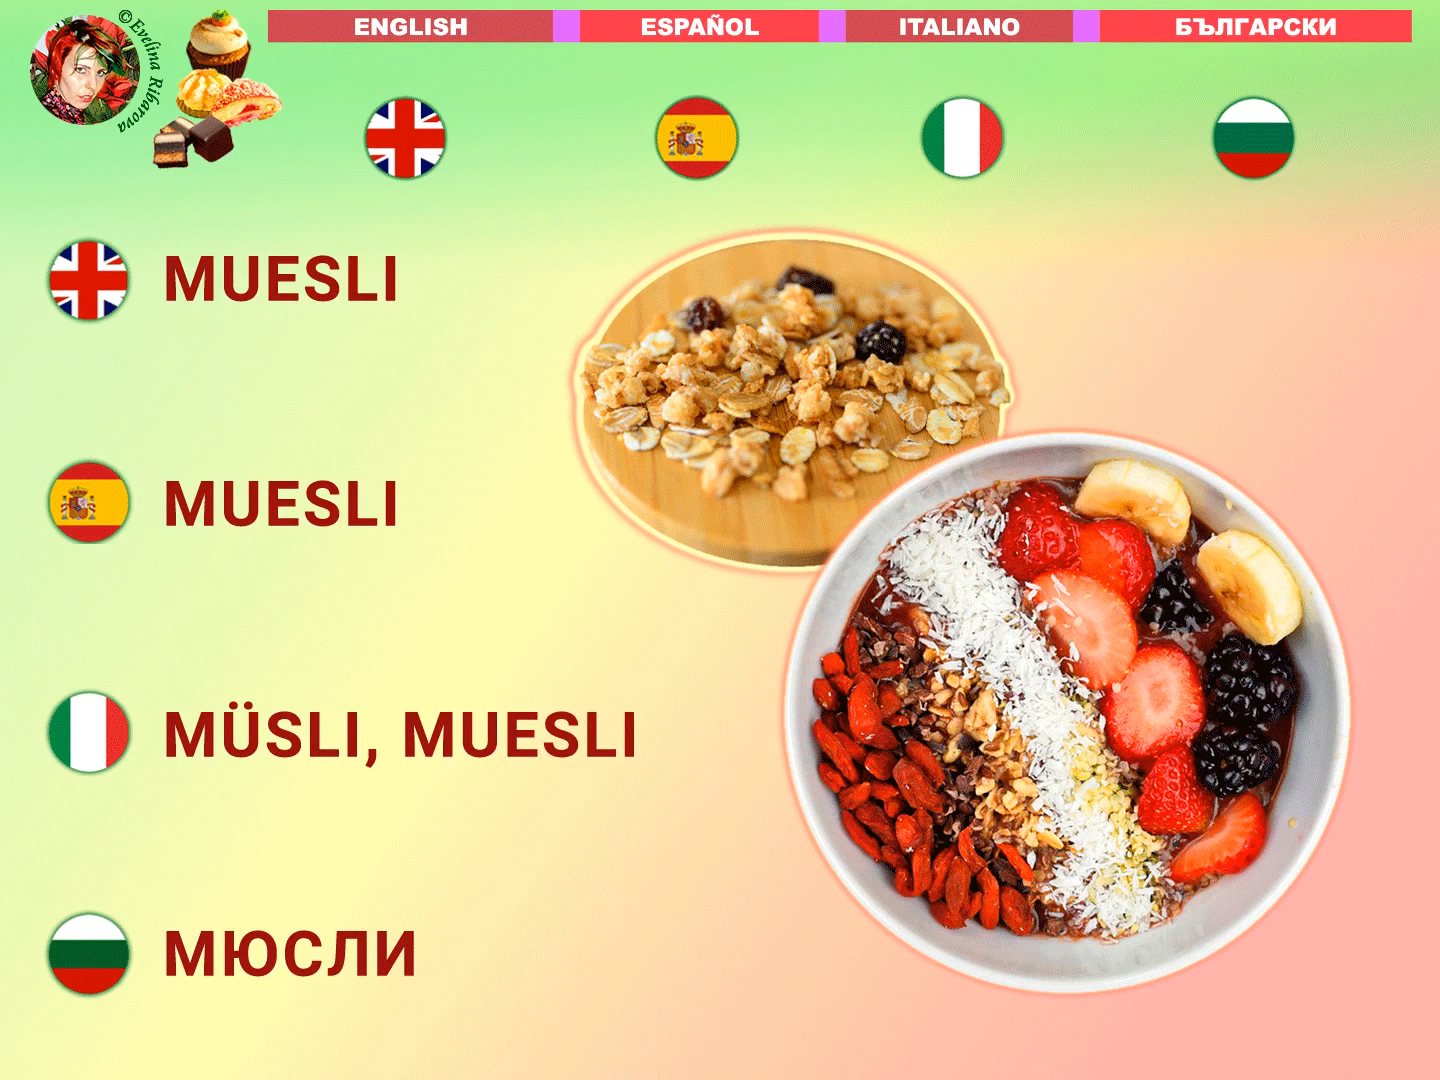 © Evelina Ribarova
ENGLISH ESPAÑOL ITALIANO БЪЛГАРСКИ
MUESLI
MUESLI
MÜSLI, MUESLI
МЮСЛИ